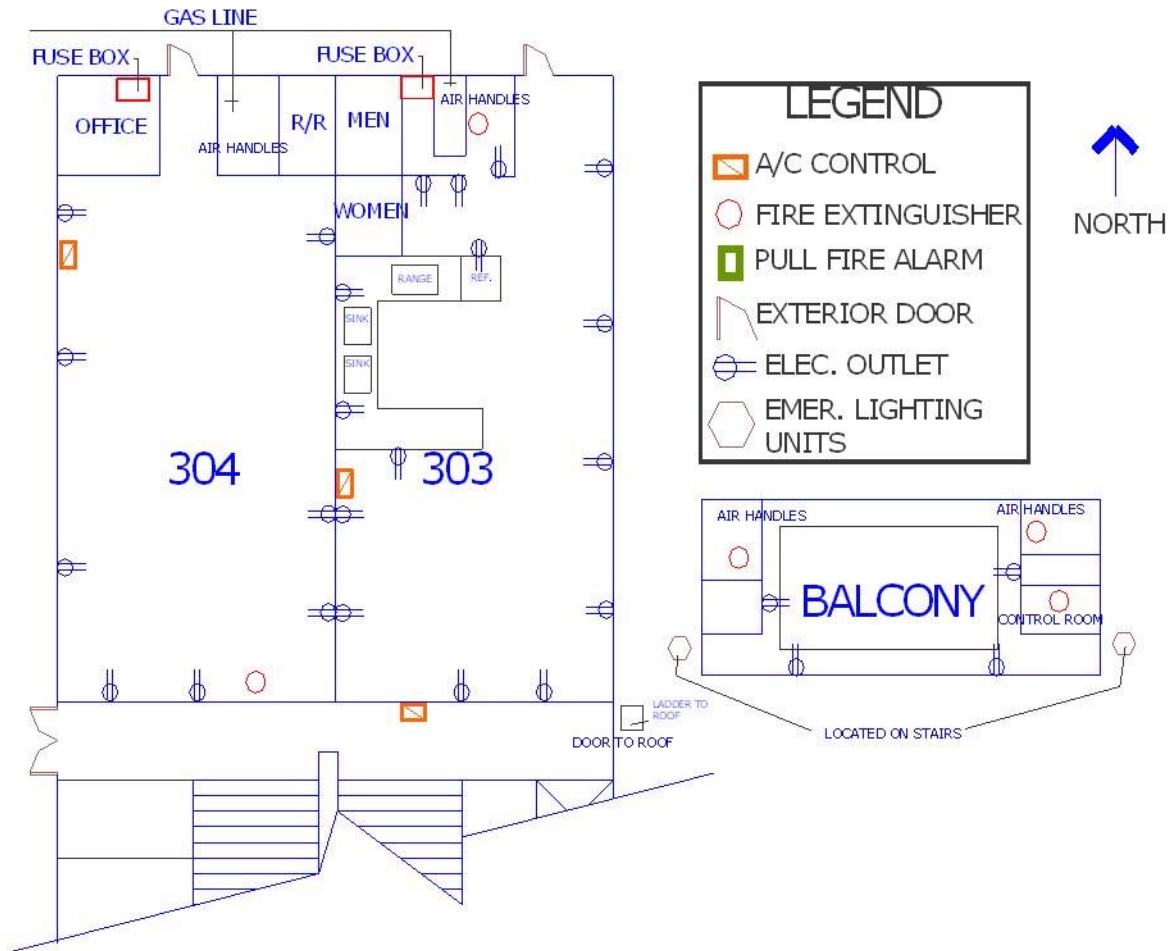 GAS LINE
FUSE BOX
FUSE BOX
OFFICE
AIR HANDLES
R/R
MEN
AIR HANDLES
WOMEN
RANGE
REF.
SINK
SINK
304
303
LADDER TO
ROOF
DOOR TO ROOF
LEGEND
A/C CONTROL
FIRE EXTINGUISHER
PULL FIRE ALARM
EXTERIOR DOOR
ELEC. OUTLET
EMER. LIGHTING
UNITS
NORTH
AIR HANDLES
AIR HANDLES
BALCONY
CONTROL ROOM
LOCATED ON STAIRS